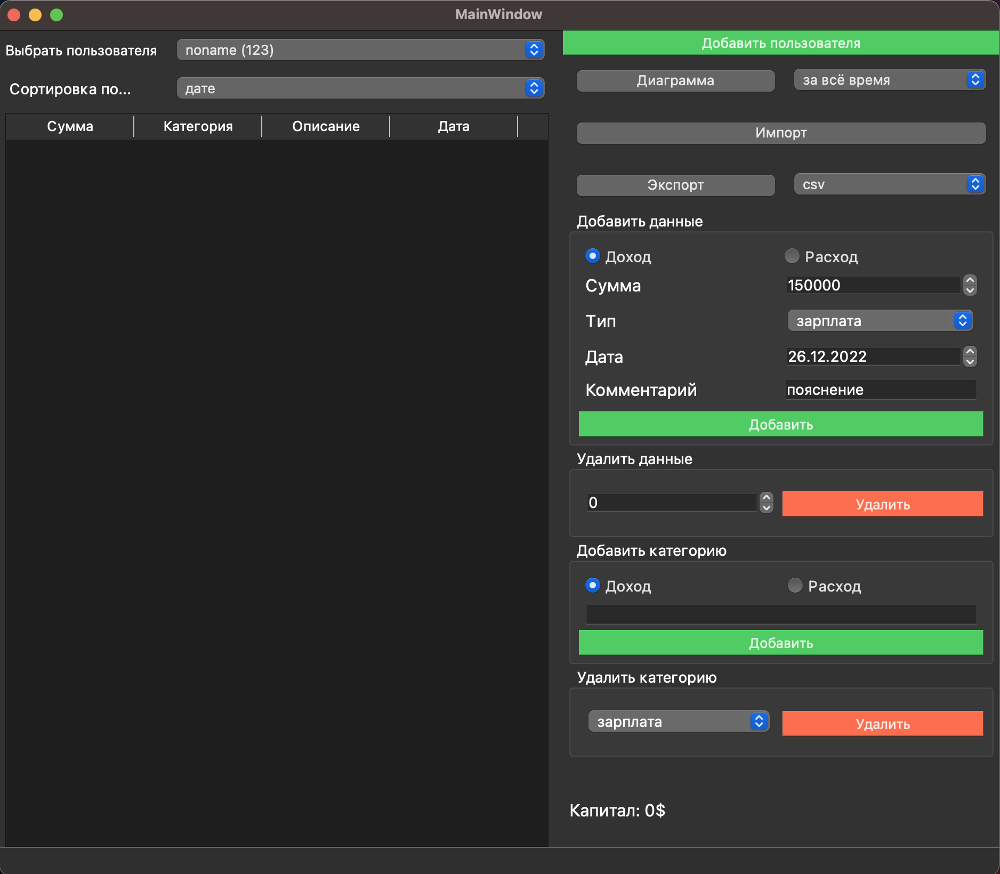 MainWindow
Выбрать пользователя
noname (123)
Сортировка по...
дате
Сумма
Категория
Описание
Дата
Добавить пользователя
Диаграмма
за всё время
Импорт
Экспорт
csv
Добавить данные
Доход
Расход
Сумма
150000
Тип
зарплата
Дата
26.12.2022
Комментарий
пояснение
Добавить
Удалить данные
0
Удалить
Добавить категорию
Доход
Расход
Добавить
Удалить категорию
зарплата
Удалить
Капитал: 0$